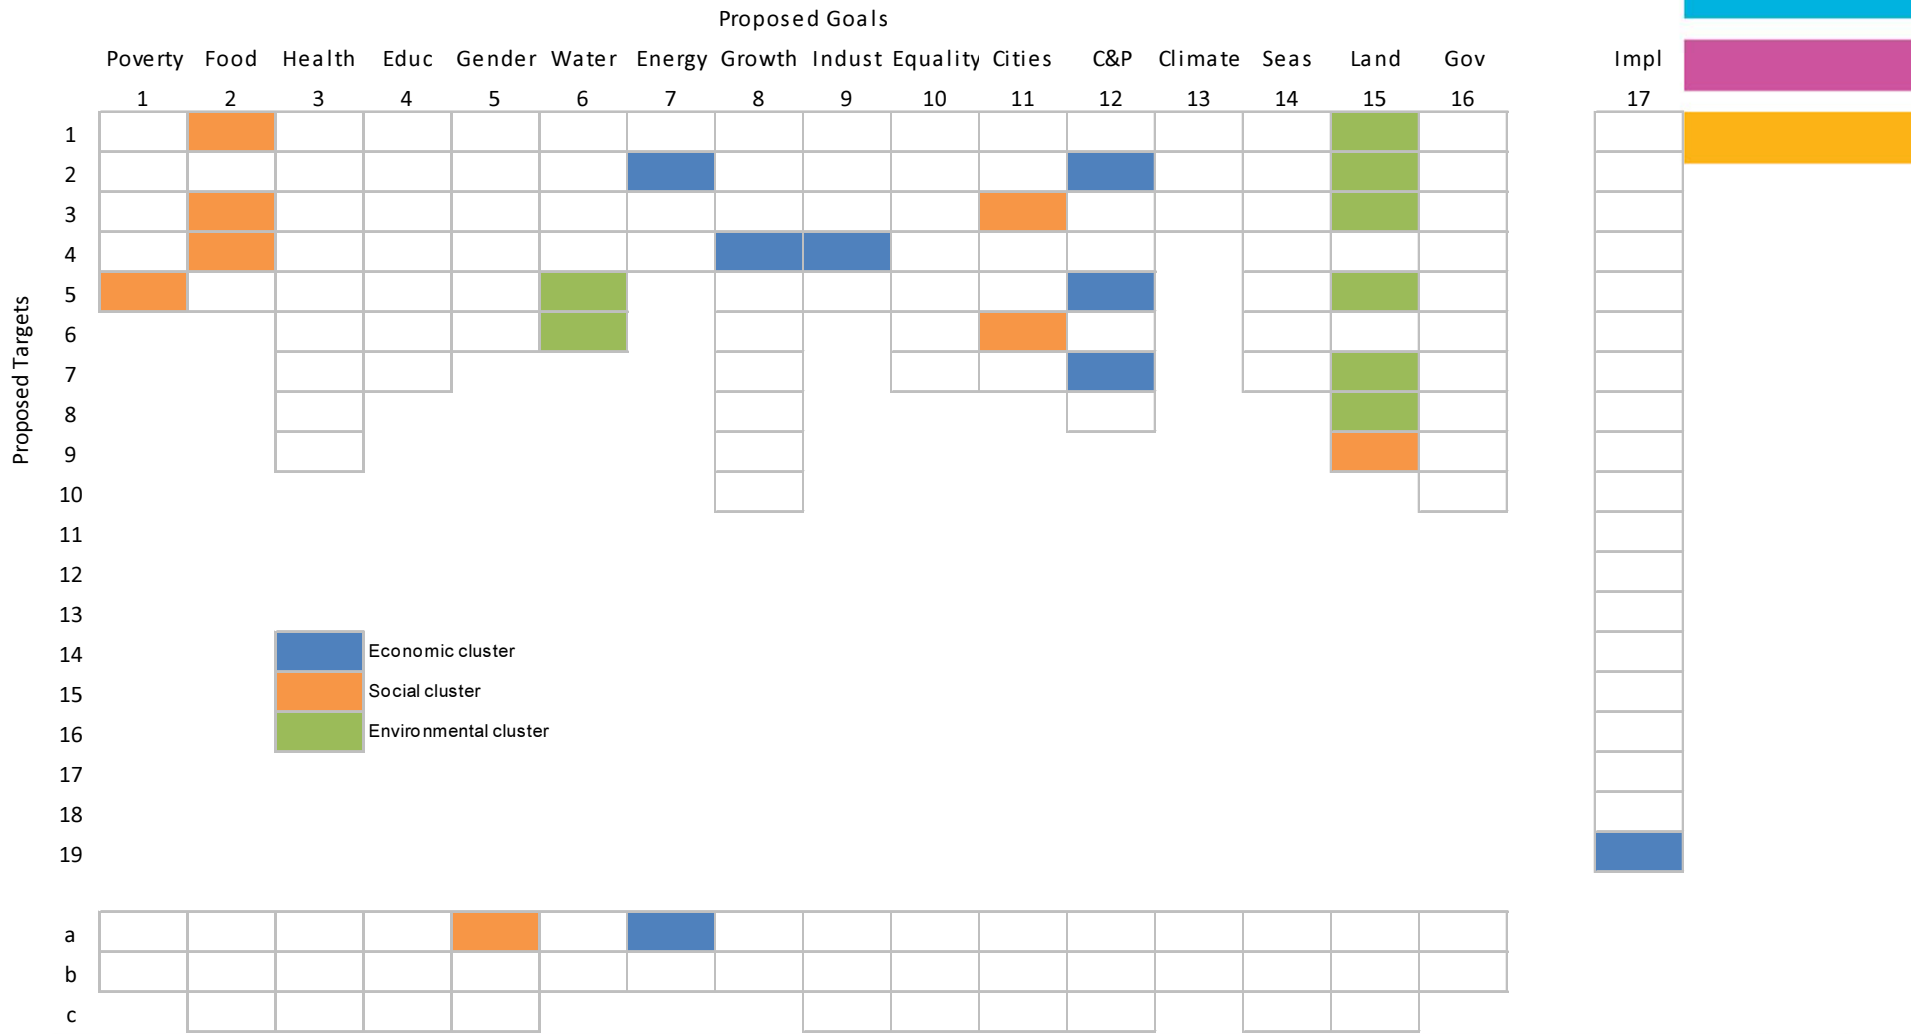 Proposed Goals
Poverty Food Health Educ Gender Water Energy Growth Indust Equality Cities C&P Climate Seas Land Gov Impl
1 2 3 4 5 6 7 8 9 10 11 12 13 14 15 16 17
Proposed Targets
1
2
3
4
5
6
7
8
9
10
11
12
13
14 Economic cluster
15 Social cluster
16 Environmental cluster
17
18
19
a
b
c